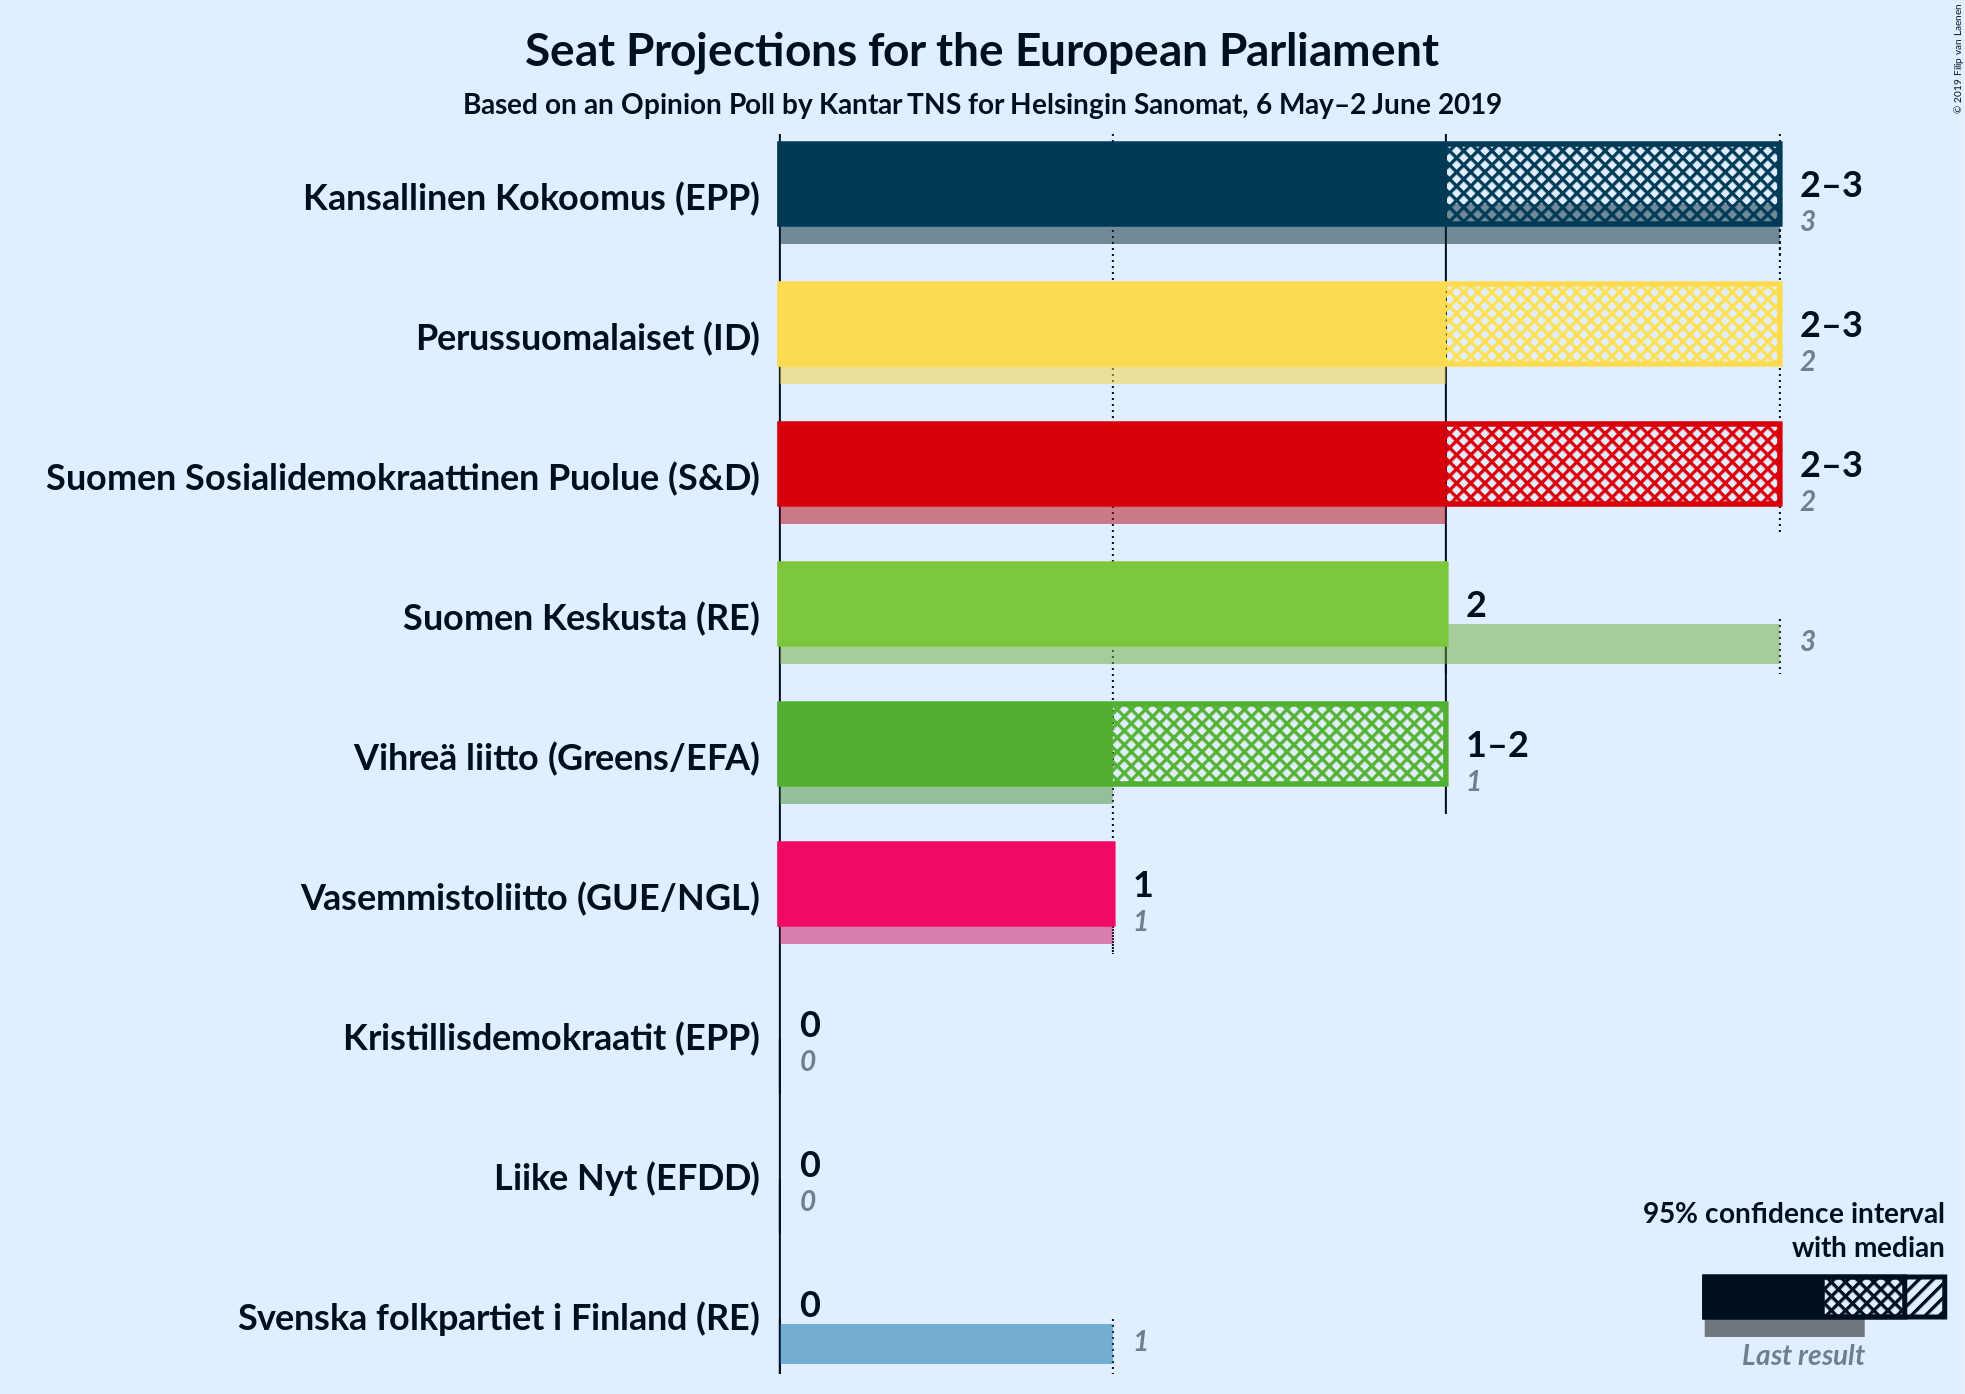 Seat Projections for the European Parliament
Based on an Opinion Poll by Kantar TNS for Helsingin Sanomat, 6 May–2 June 2019
© 2019 Filip van Laenen
Kansallinen Kokoomus (EPP)
2–3
3
Perussuomalaiset (ID)
2–3
2
Suomen Sosialidemokraattinen Puolue (S&D)
2–3
2
Suomen Keskusta (RE)
2
3
Vihreä liitto (Greens/EFA)
1–2
1
Vasemmistoliitto (GUE/NGL)
1
1
Kristillisdemokraatit (EPP)
0
0
Liike Nyt (EFDD)
0
0
Svenska folkpartiet i Finland (RE)
0
1
95% confidence interval
with median
Last result